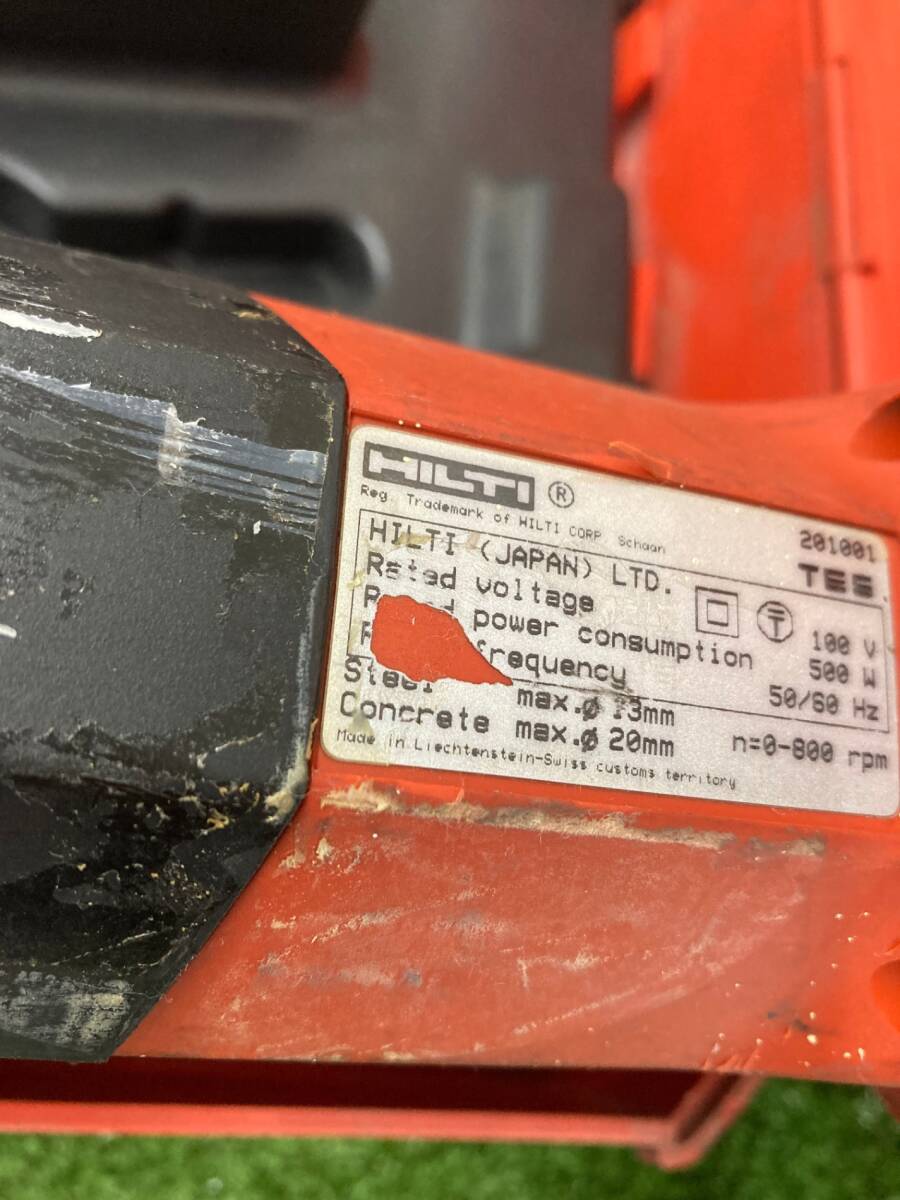 HILTI ®
Reg. Trademark of HILTI CORP. Schaan
201001
HILTI (JAPAN) LTD.
TE5
Rated voltage 100 V
power consumption 500 W
frequency 50/60 Hz
Steel max.ø 13mm
Concrete max.ø 20mm n=0-800 rpm
Made in Liechtenstein-Swiss customs territory